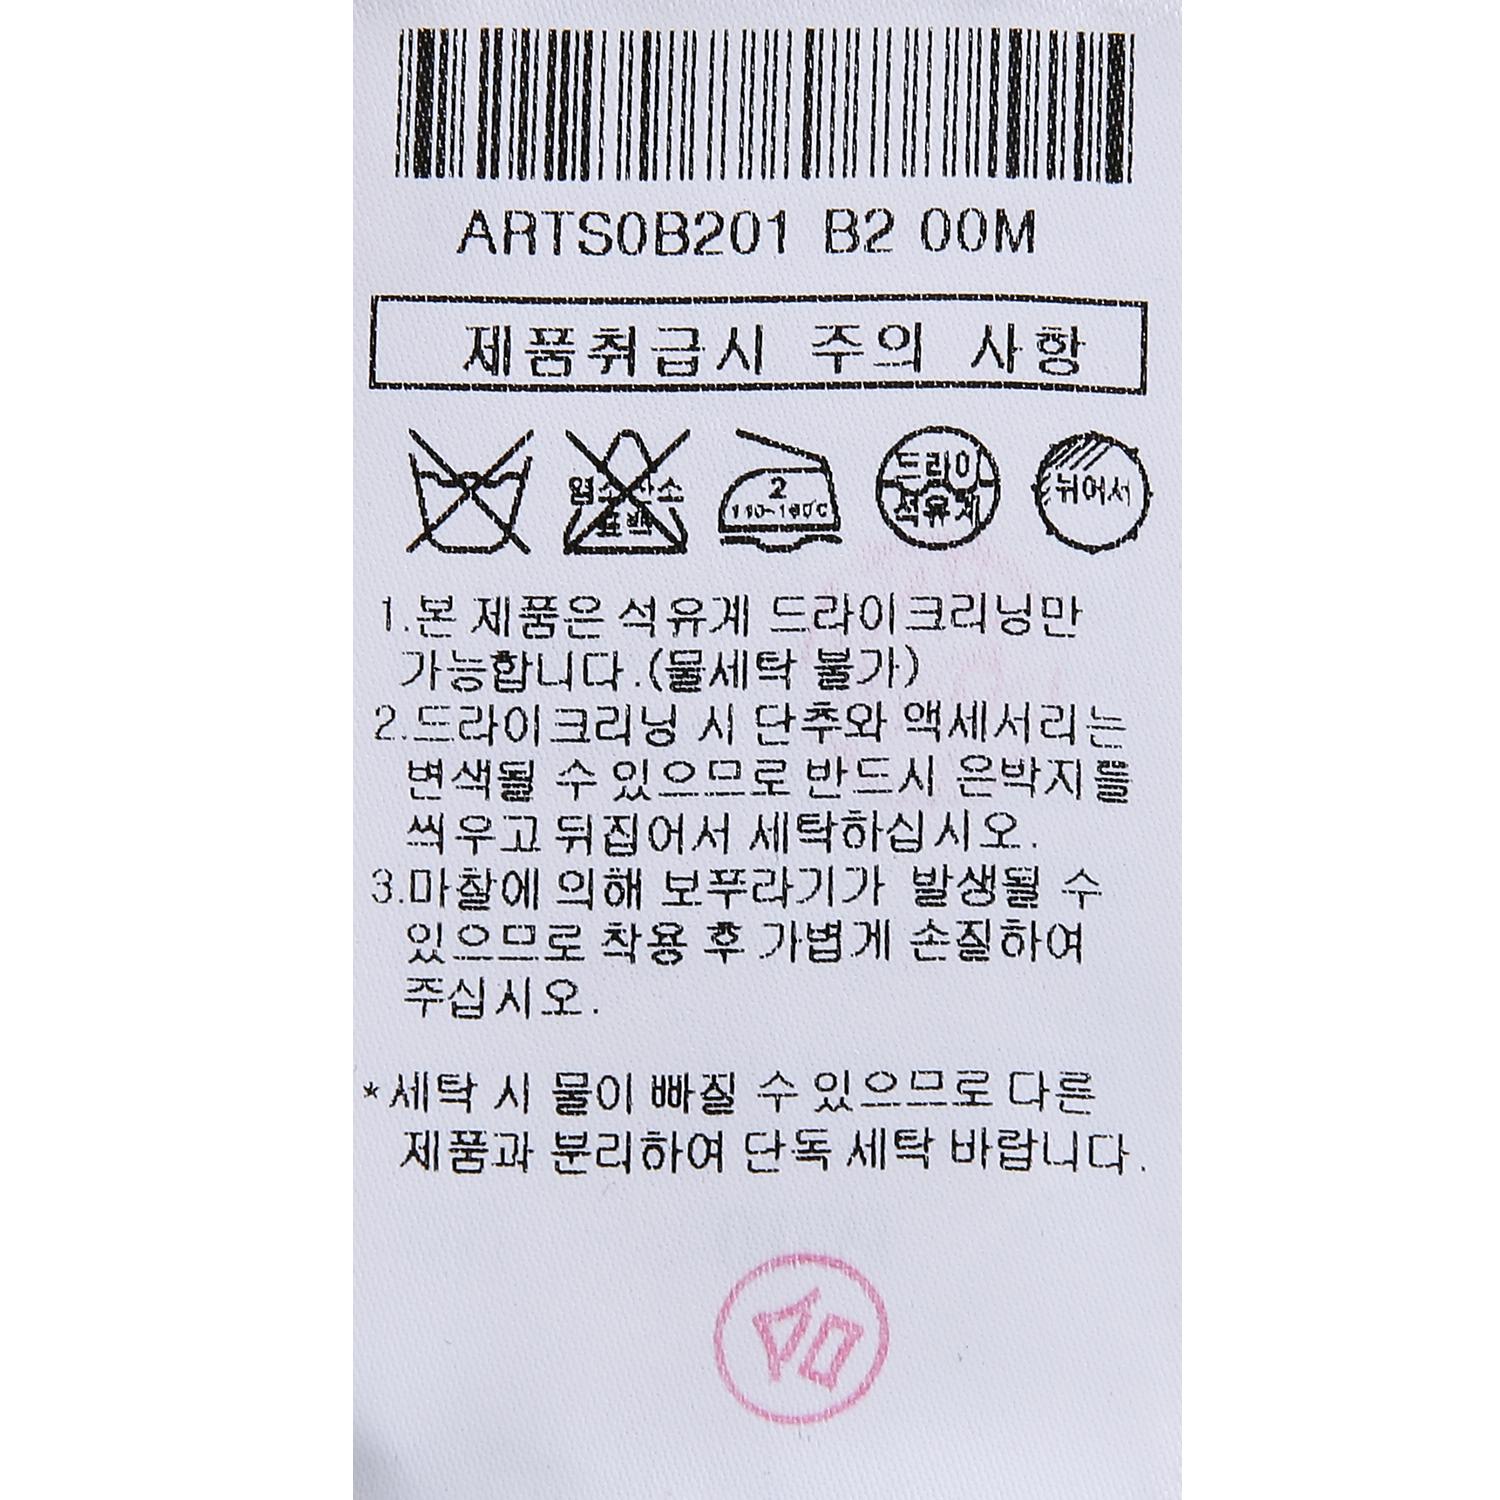 ARTS0B201 B2 00M
제품취급시 주의 사항
염소산소
표백
2
110~160℃
드라이
석유계
뉘어서
1.본 제품은 석유계 드라이크리닝만
가능합니다.(물세탁 불가)
2.드라이크리닝 시 단추와 액세서리는
변색될 수 있으므로 반드시 은박지를
씌우고 뒤집어서 세탁하십시오.
3.마찰에 의해 보푸라기가 발생될 수
있으므로 착용 후 가볍게 손질하여
주십시오.
*세탁 시 물이 빠질 수 있으므로 다른
제품과 분리하여 단독 세탁 바랍니다.